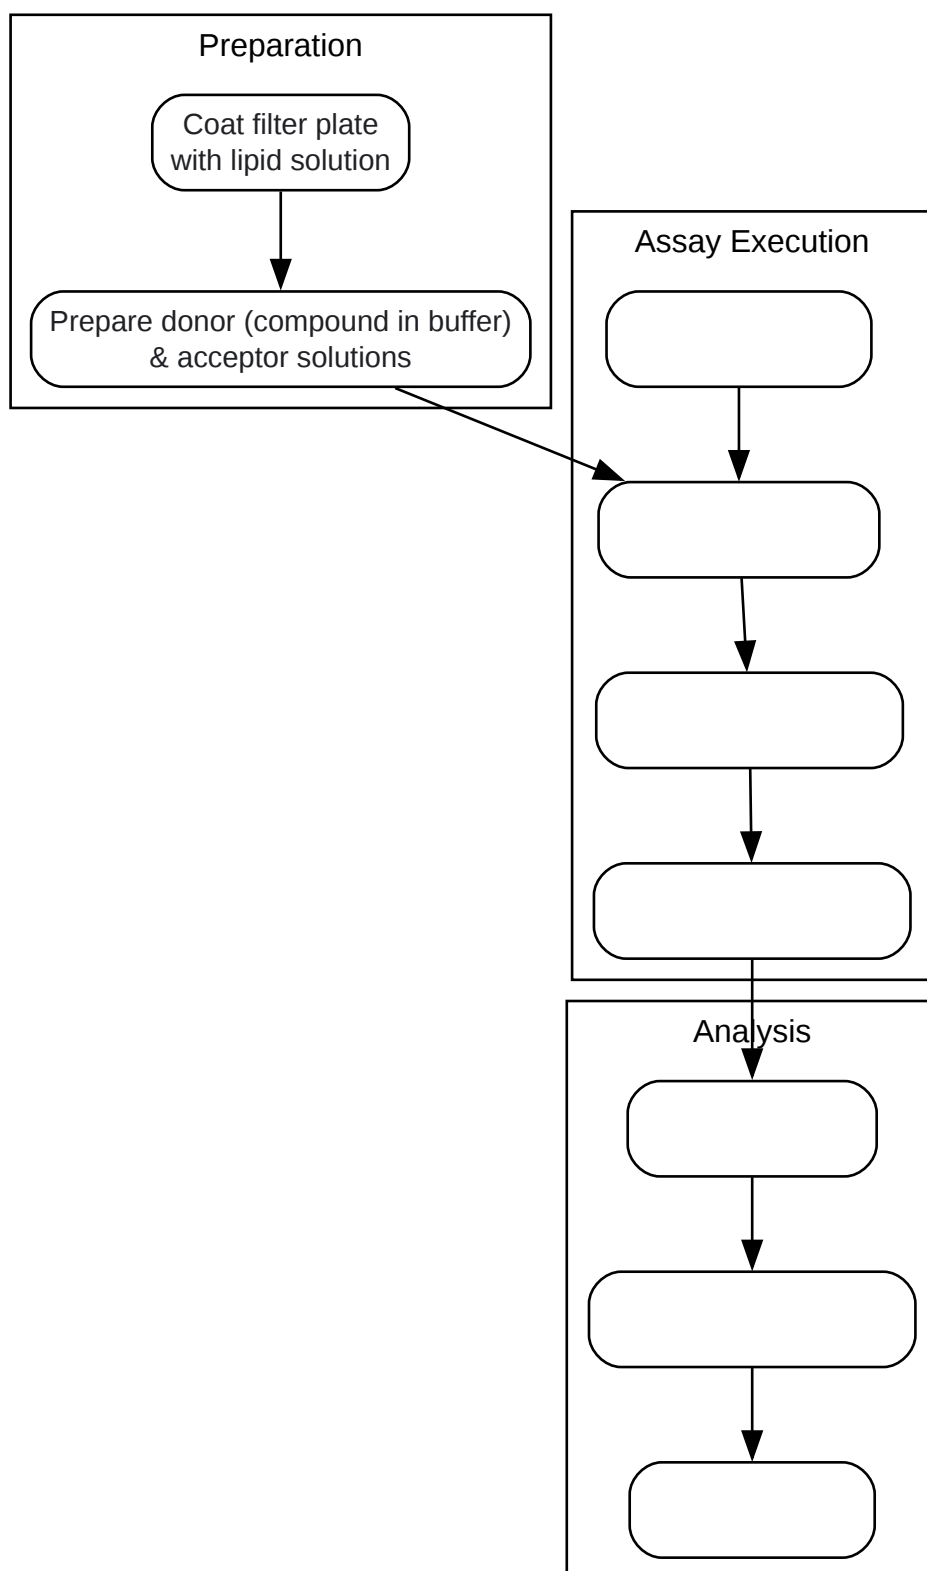 Preparation
Coat filter plate
with lipid solution
Prepare donor (compound in buffer)
& acceptor solutions
Assay Execution
Analysis